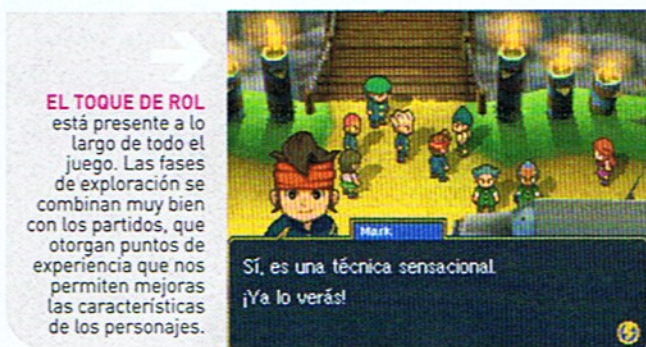 EL TOQUE DE ROL
está presente a lo
largo de todo el
juego. Las fases
de exploración se
combinan muy bien
con los partidos, que
otorgan puntos de
experiencia que nos
permiten mejoras
las características
de los personajes.
Mark
Sí, es una técnica sensacional.
¡Ya lo verás!